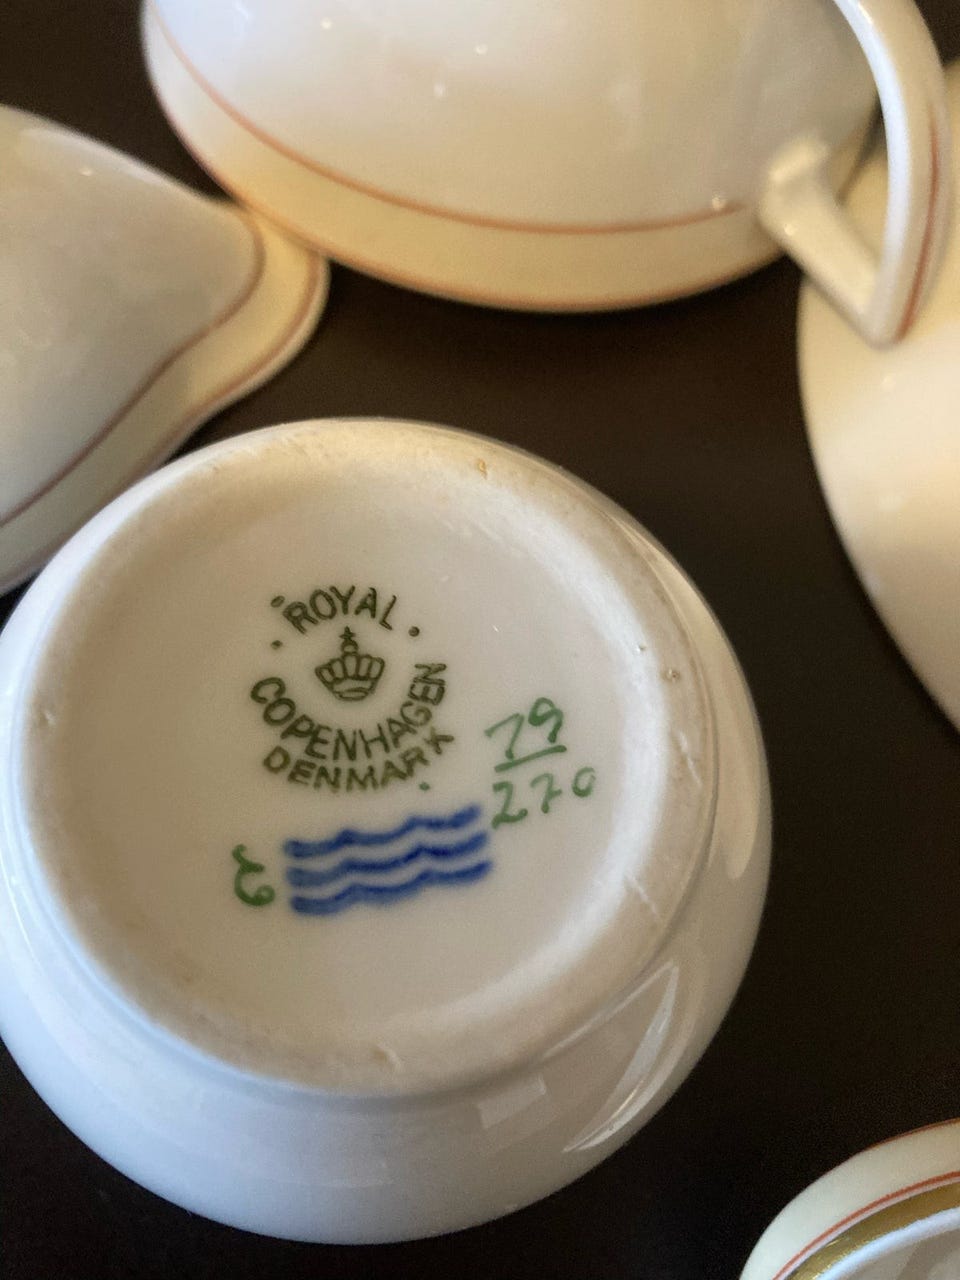 ROYAL
COPENHAGEN
DENMARK
79
270